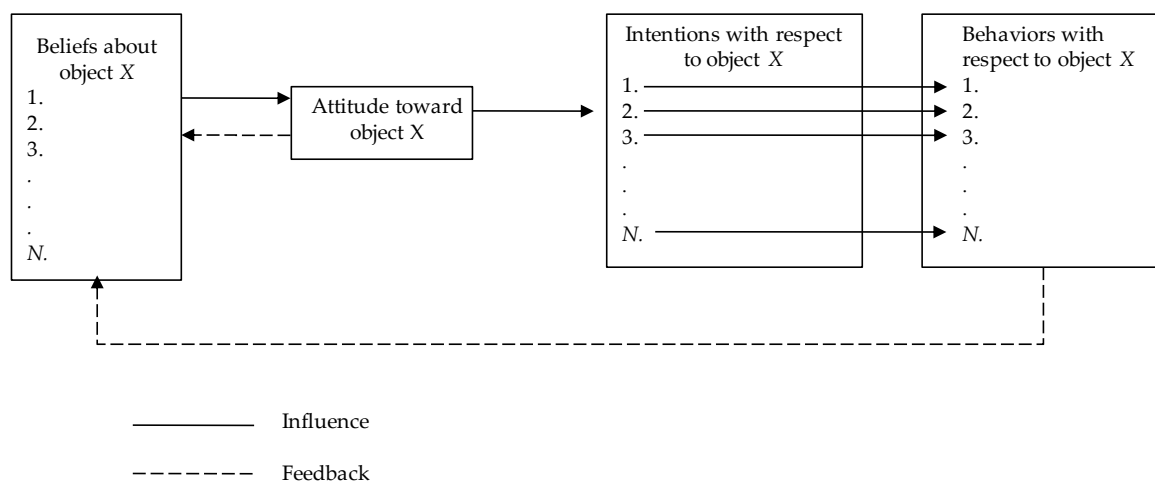 Beliefs about
object X
1.
2.
3.
.
.
.
N.
Attitude toward
object X
Intentions with respect
to object X
1.
2.
3.
.
.
.
N.
Behaviors with
respect to object X
1.
2.
3.
.
.
.
N.
Influence
Feedback